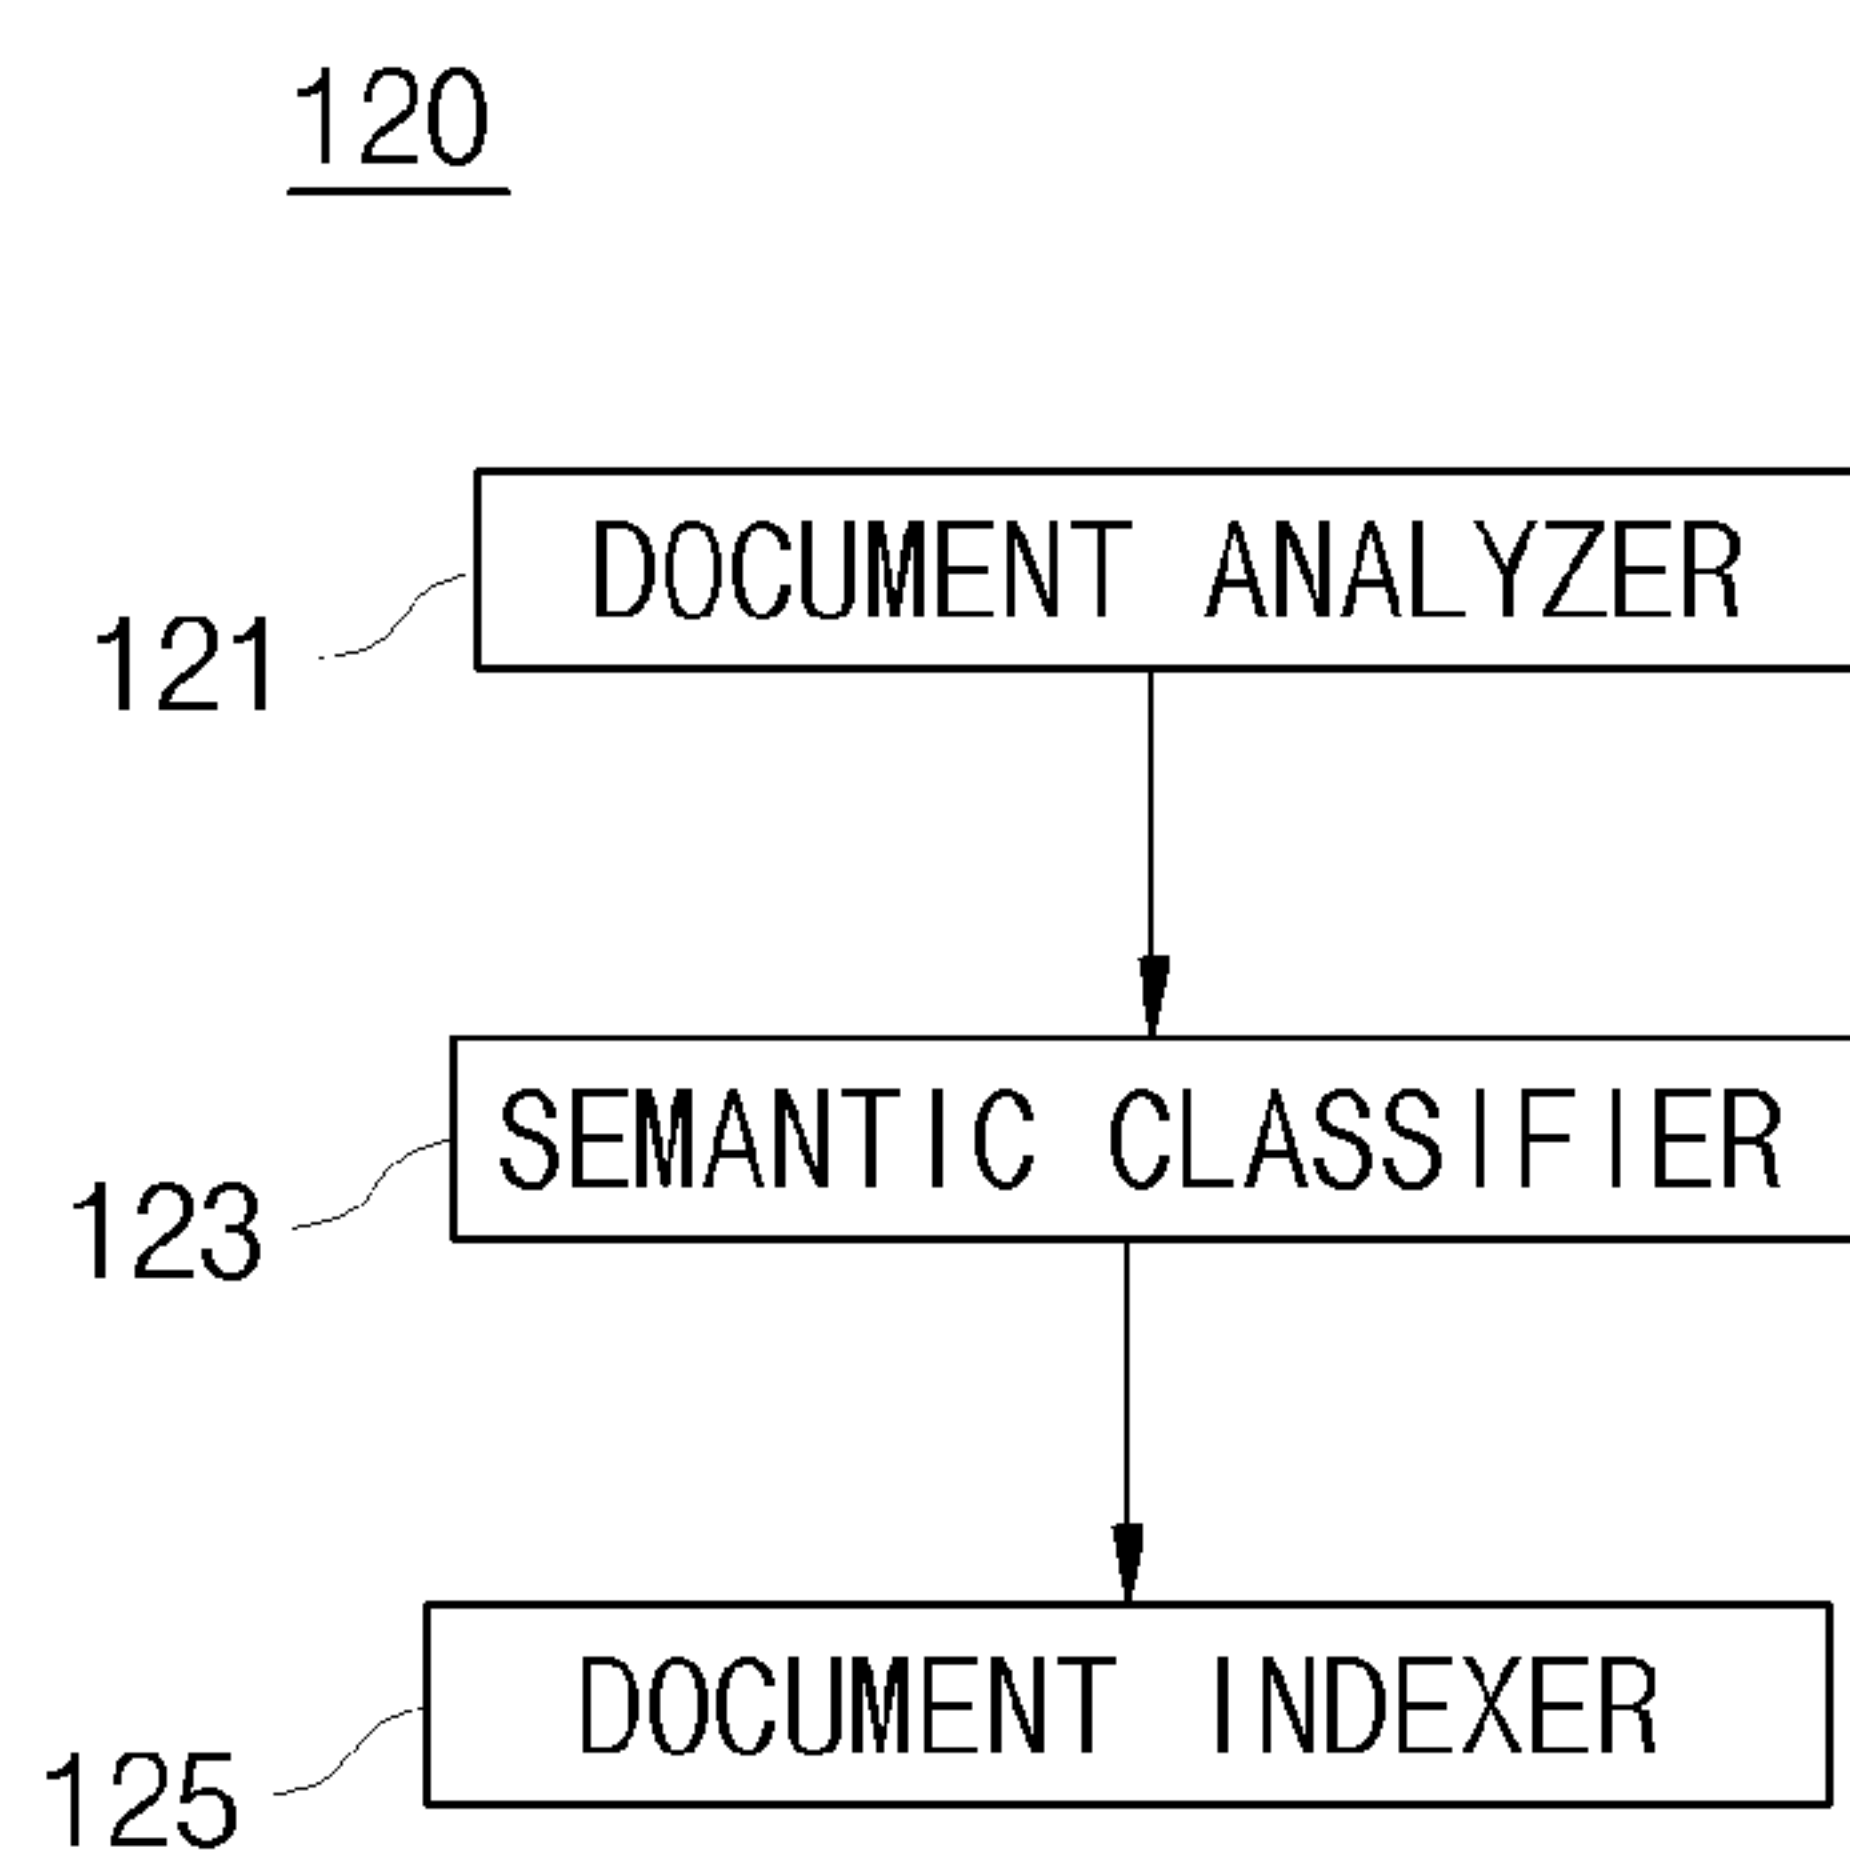 120
DOCUMENT ANALYZER
121
SEMANTIC CLASSIFIER
123
DOCUMENT INDEXER
125